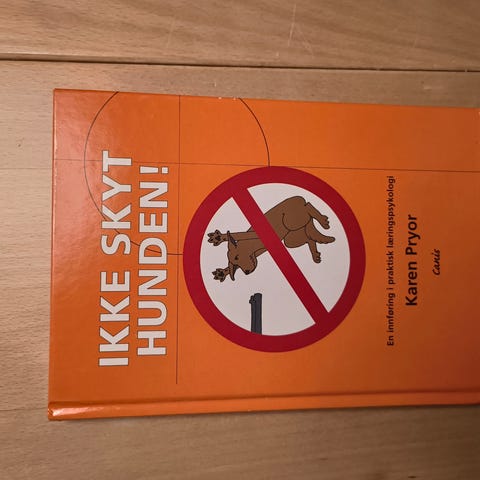 IKKE SKYT
HUNDEN!
En innføring i praktisk læringspsykologi
Karen Pryor
canis